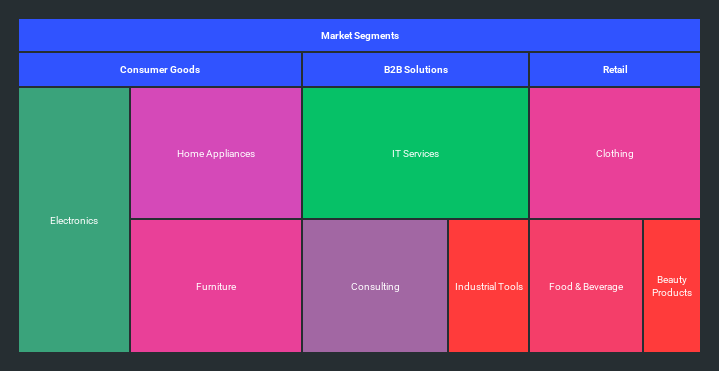 Market Segments
Consumer Goods
B2B Solutions
Retail
Electronics
Home Appliances
IT Services
Clothing
Furniture
Consulting
Industrial Tools
Food & Beverage
Beauty
Products